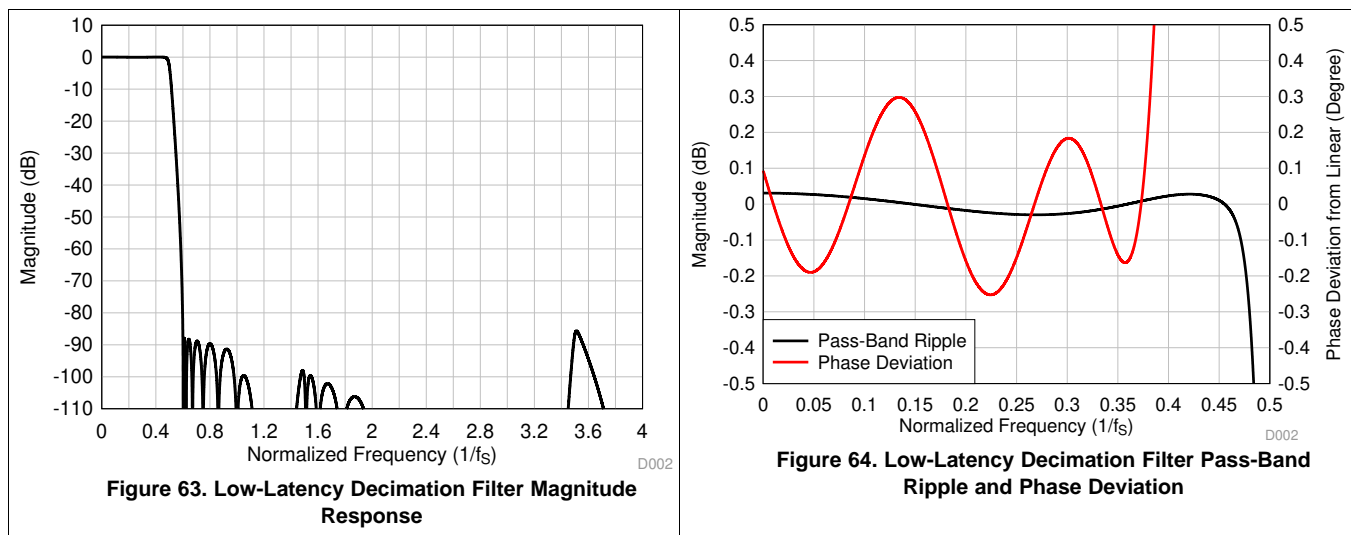 10
0
-10
-20
-30
-40
-50
-60
-70
-80
-90
-100
-110
Magnitude (dB)
0 0.4 0.8 1.2 1.6 2 2.4 2.8 3.2 3.6 4
Normalized Frequency (1/fS)
D002
Figure 63. Low-Latency Decimation Filter Magnitude
Response
0.5
0.4
0.3
0.2
0.1
0
-0.1
-0.2
-0.3
-0.4
-0.5
Magnitude (dB)
Pass-Band Ripple
Phase Deviation
0.5
0.4
0.3
0.2
0.1
0
-0.1
-0.2
-0.3
-0.4
-0.5
Phase Deviation from Linear (Degree)
0 0.05 0.1 0.15 0.2 0.25 0.3 0.35 0.4 0.45 0.5
Normalized Frequency (1/fS)
D002
Figure 64. Low-Latency Decimation Filter Pass-Band
Ripple and Phase Deviation